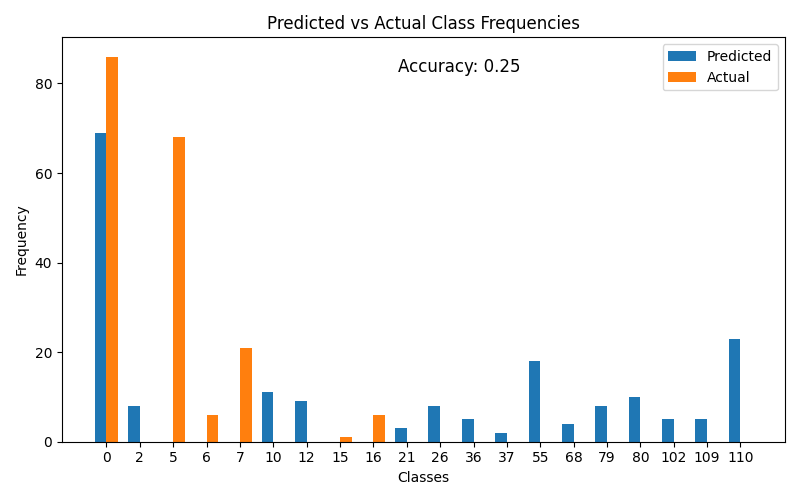 Predicted vs Actual Class Frequencies
Accuracy: 0.25
Predicted
Actual
Frequency
80
60
40
20
0
0 2 5 6 7 10 12 15 16 21 26 36 37 55 68 79 80 102 109 110
Classes